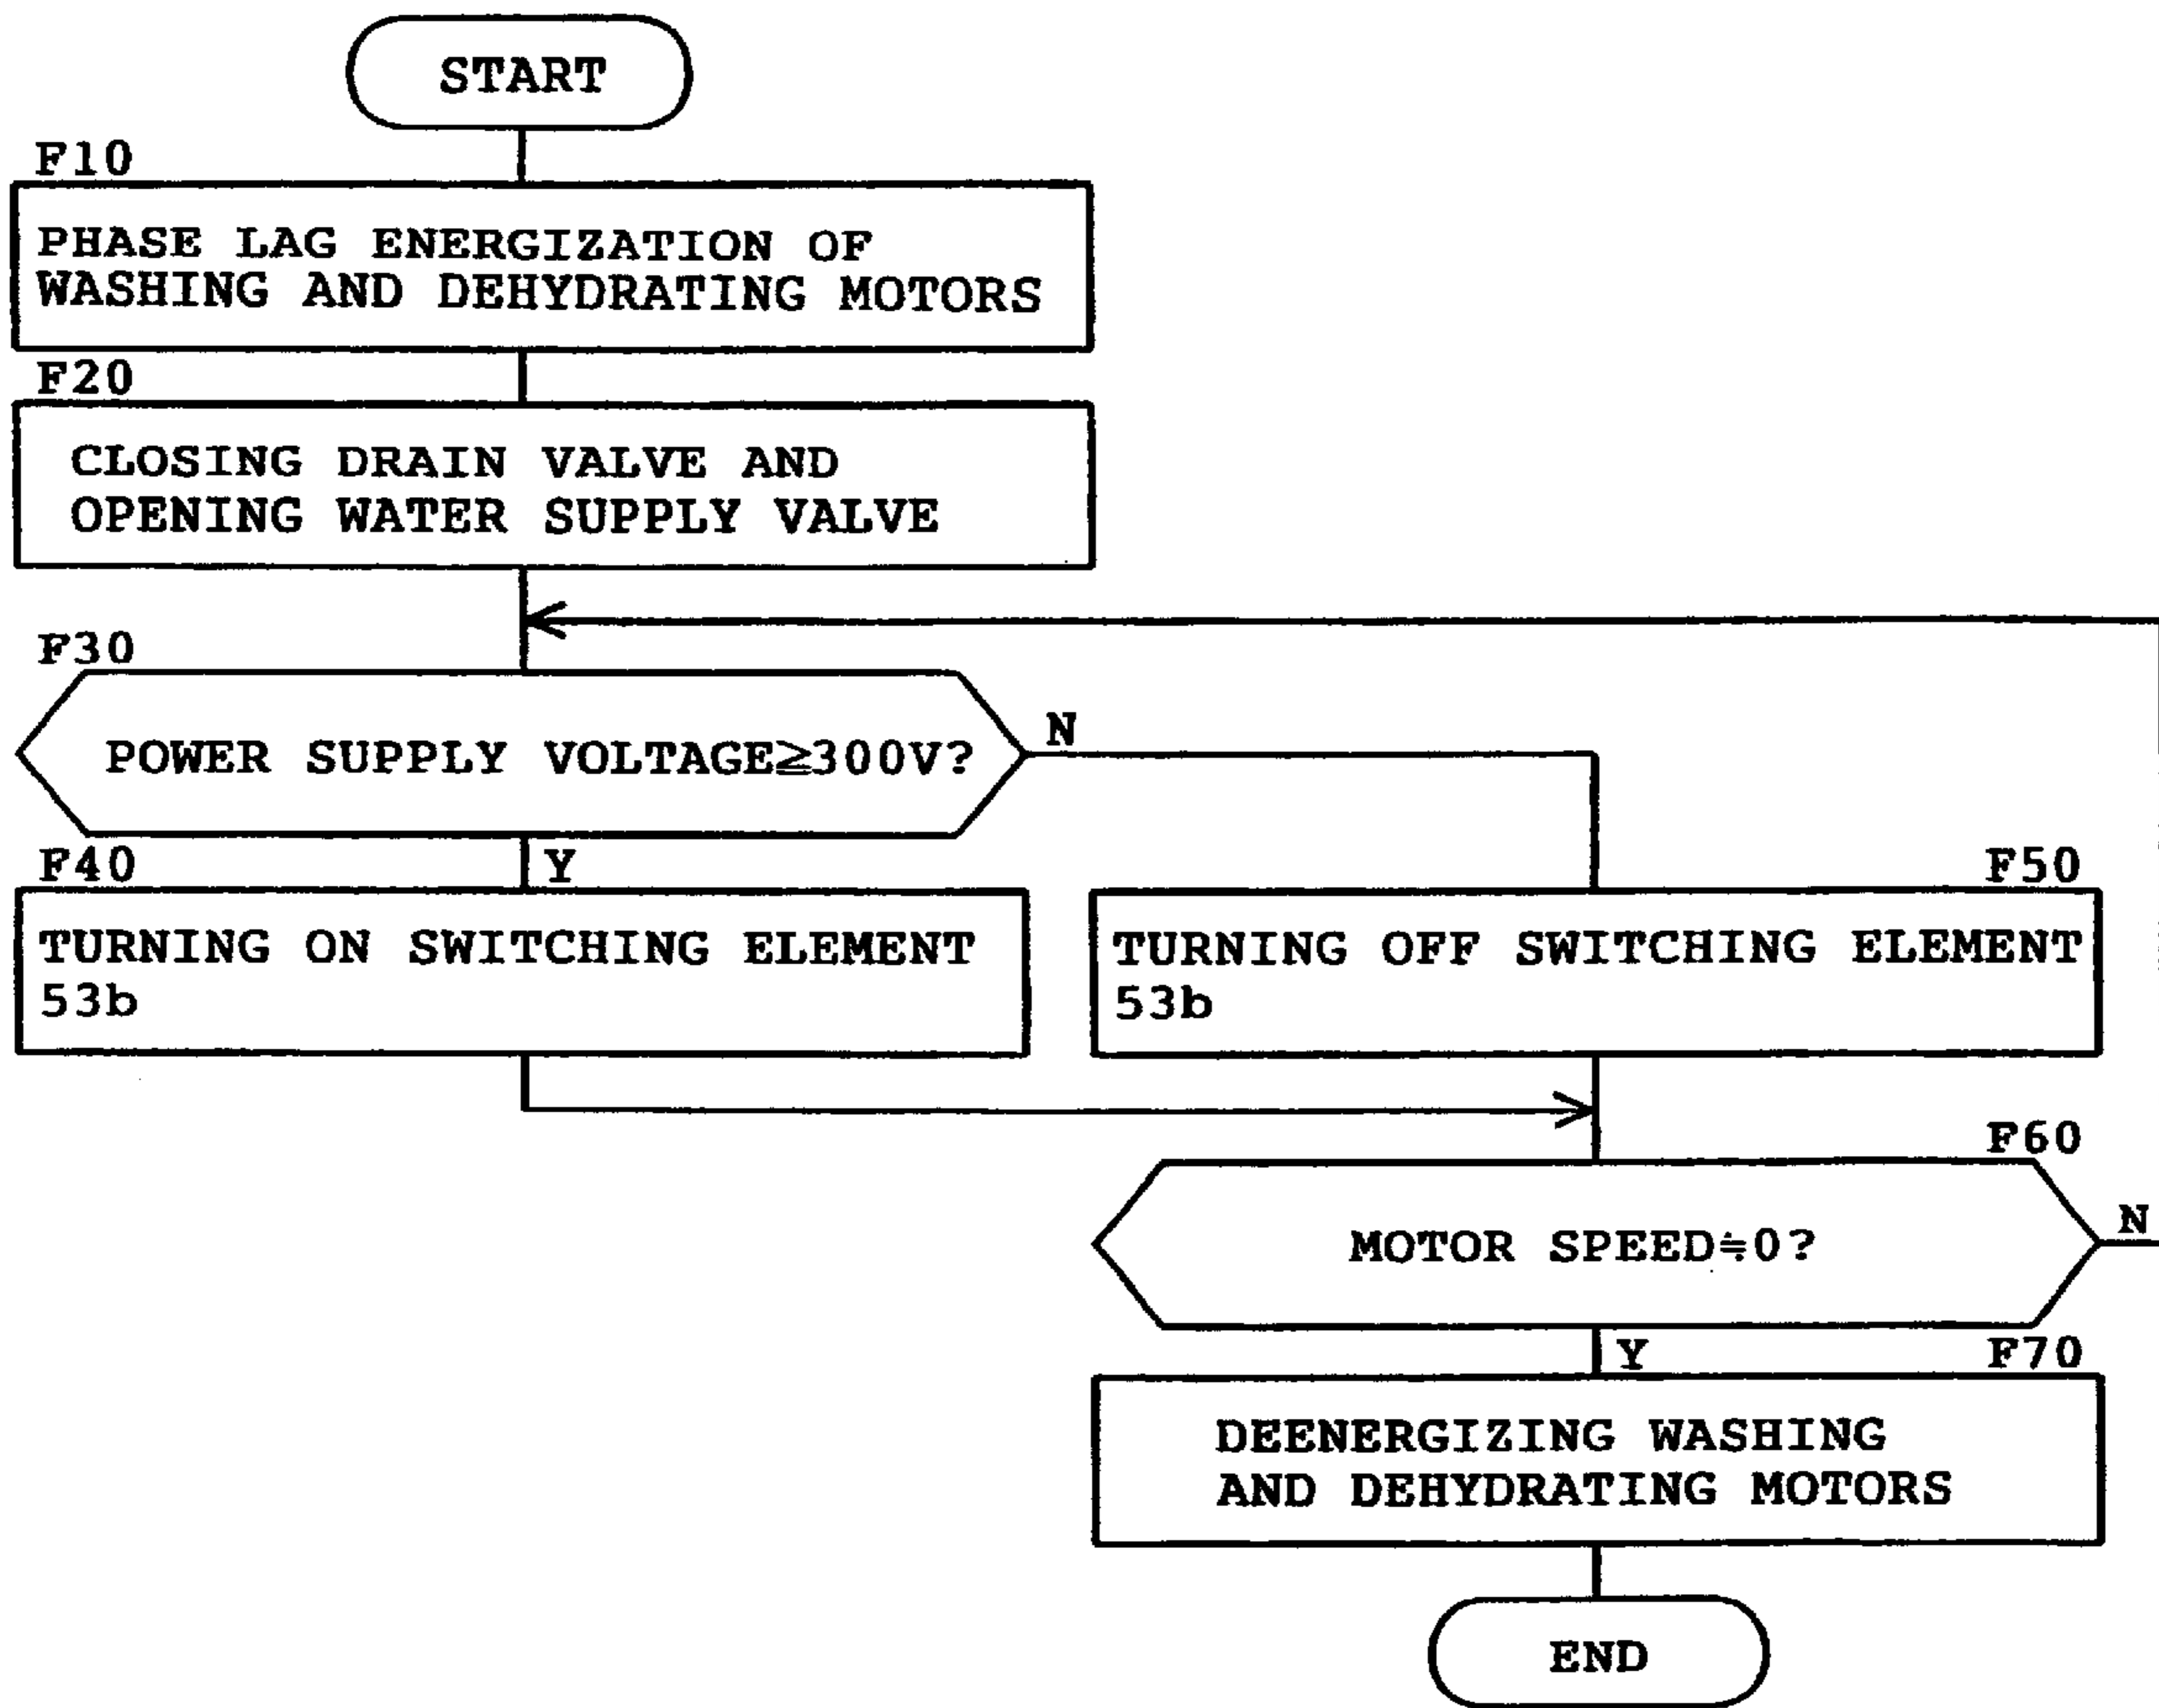 START
F10
PHASE LAG ENERGIZATION OF
WASHING AND DEHYDRATING MOTORS
F20
CLOSING DRAIN VALVE AND
OPENING WATER SUPPLY VALVE
F30
POWER SUPPLY VOLTAGE≧300V?
N
Y
F40
TURNING ON SWITCHING ELEMENT
53b
F50
TURNING OFF SWITCHING ELEMENT
53b
F60
MOTOR SPEED≒0?
N
Y
F70
DEENERGIZING WASHING
AND DEHYDRATING MOTORS
END